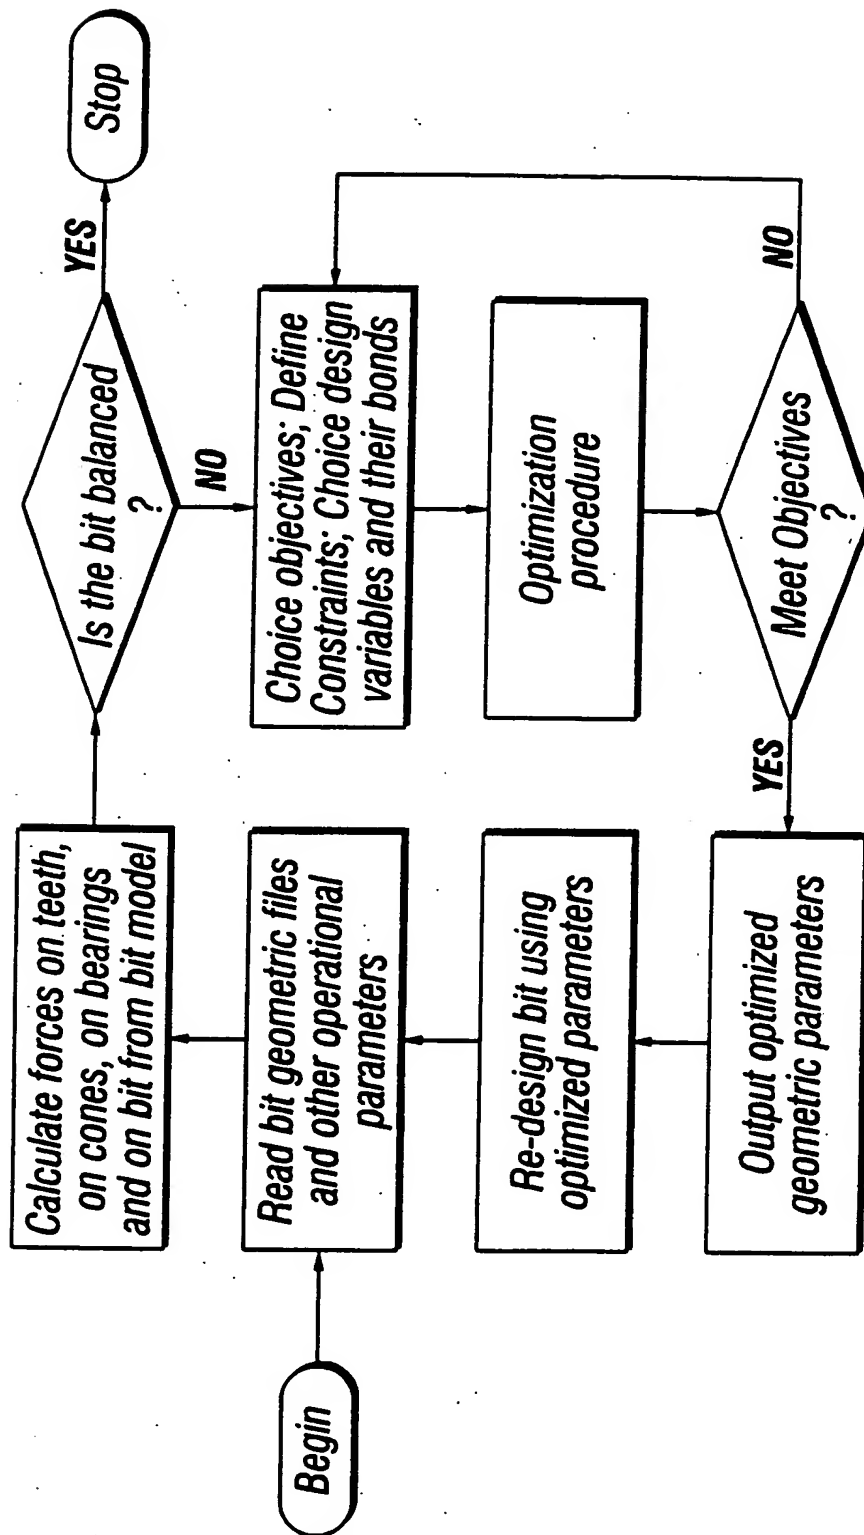 Begin
Read bit geometric files
and other operational
parameters
Calculate forces on teeth,
on cones, on bearings
and on bit from bit model
Is the bit balanced
?
YES
Stop
NO
Choice objectives; Define
Constraints; Choice design
variables and their bonds
Optimization
procedure
Meet Objectives
?
NO
YES
Output optimized
geometric parameters
Re-design bit using
optimized parameters